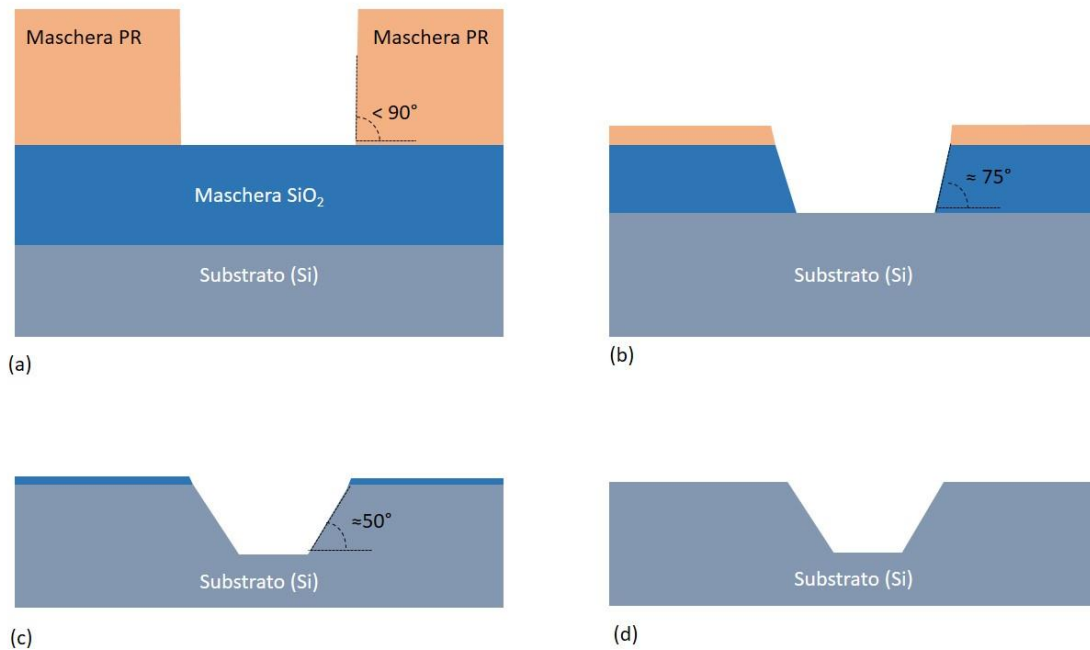 Maschera PR
Maschera PR
< 90°
Maschera SiO₂
Substrato (Si)
(a)
≈ 75°
Substrato (Si)
(b)
≈50°
Substrato (Si)
(c)
Substrato (Si)
(d)